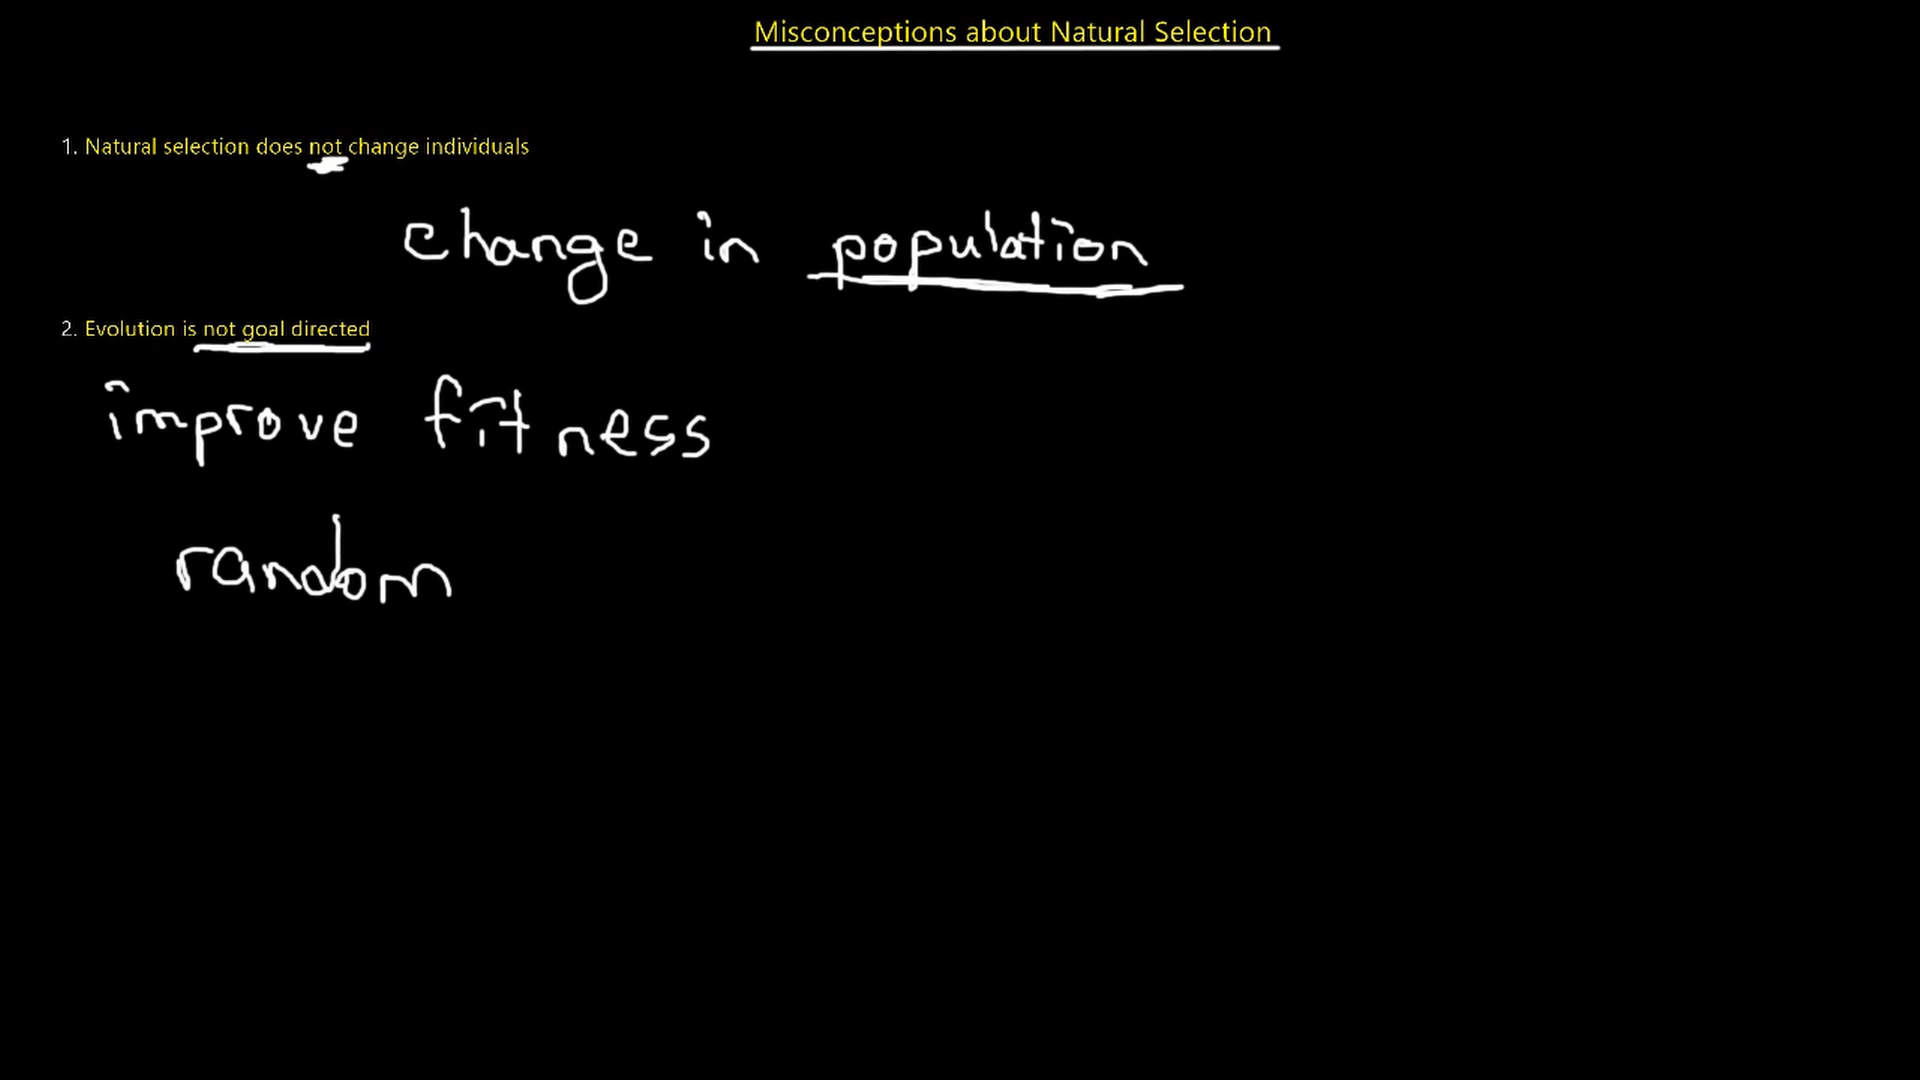 Misconceptions about Natural Selection
1. Natural selection does not change individuals
change in population
2. Evolution is not goal directed
improve fitness
random